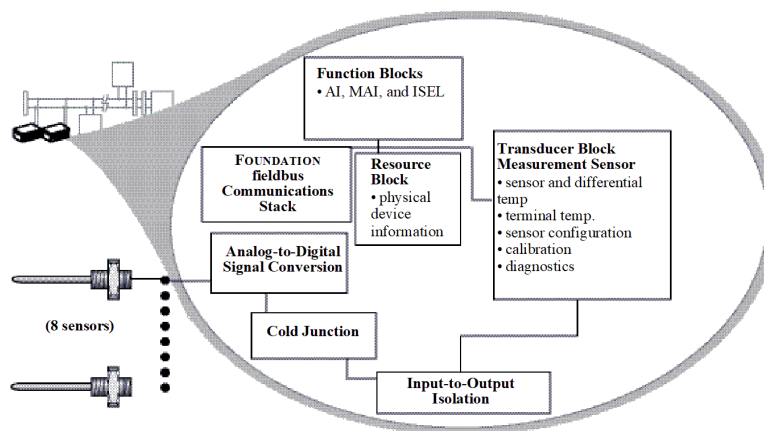 Function Blocks
• AI, MAI, and ISEL
FOUNDATION
fieldbus
Communications
Stack
Resource
Block
• physical
device
information
Transducer Block
Measurement Sensor
• sensor and differential
temp
• terminal temp.
• sensor configuration
• calibration
• diagnostics
Analog-to-Digital
Signal Conversion
(8 sensors)
Cold Junction
Input-to-Output
Isolation